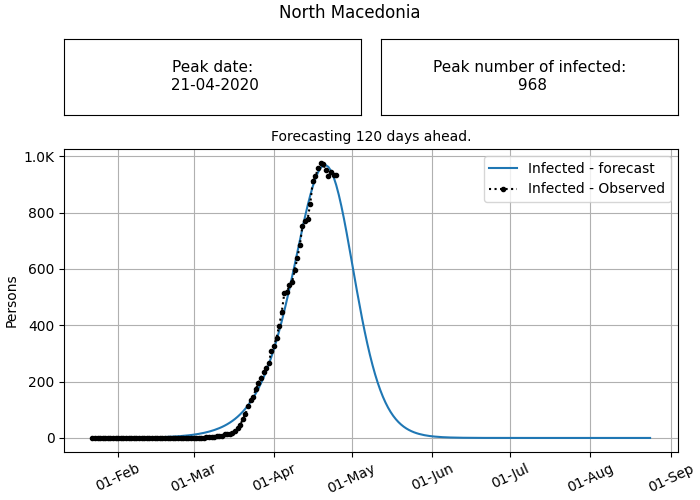 North Macedonia
Peak date:
21-04-2020
Peak number of infected:
968
Forecasting 120 days ahead.
Infected - forecast
Infected - Observed
Persons
1.0K
800
600
400
200
0
01-Feb
01-Mar
01-Apr
01-May
01-Jun
01-Jul
01-Aug
01-Sep